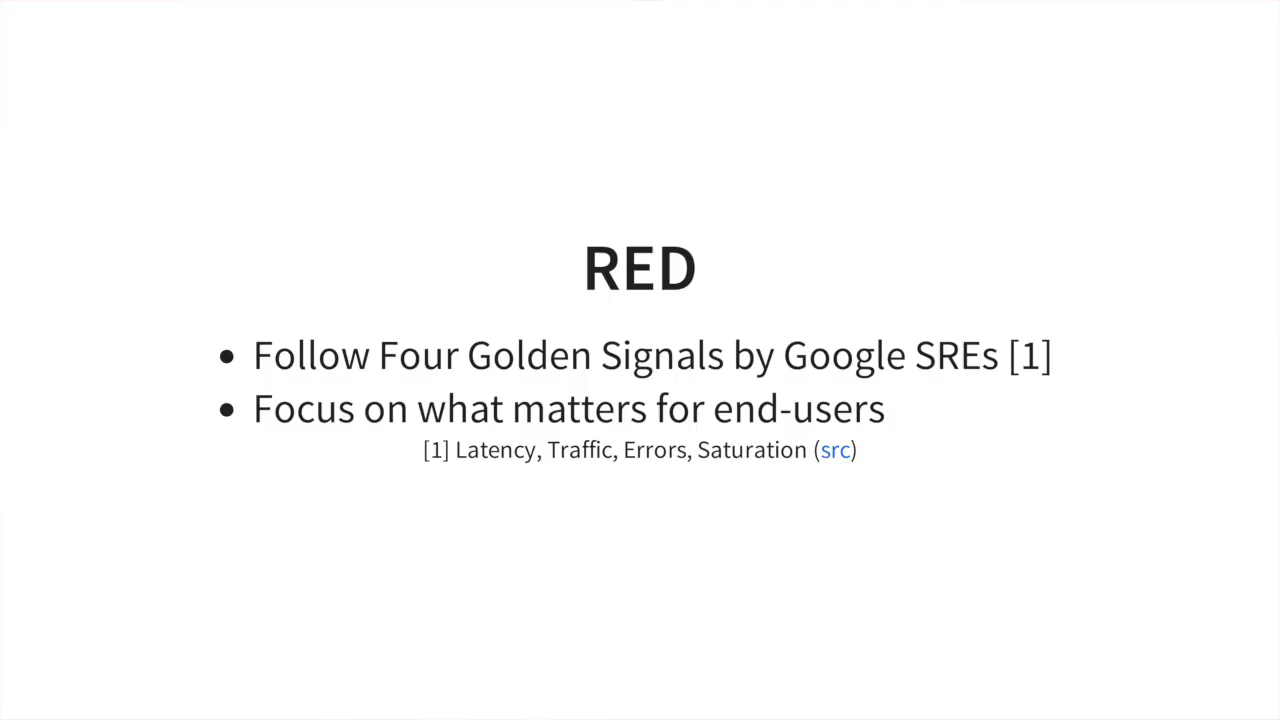 RED
• Follow Four Golden Signals by Google SREs [1]
• Focus on what matters for end-users
[1] Latency, Traffic, Errors, Saturation (src)